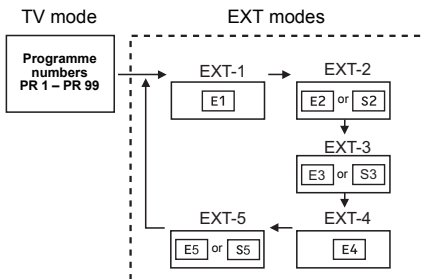 TV mode EXT modes
Programme
numbers
PR 1 – PR 99
EXT-1 EXT-2
E1 E2 or S2
EXT-3
E3 or S3
EXT-5 EXT-4
E5 or S5 E4